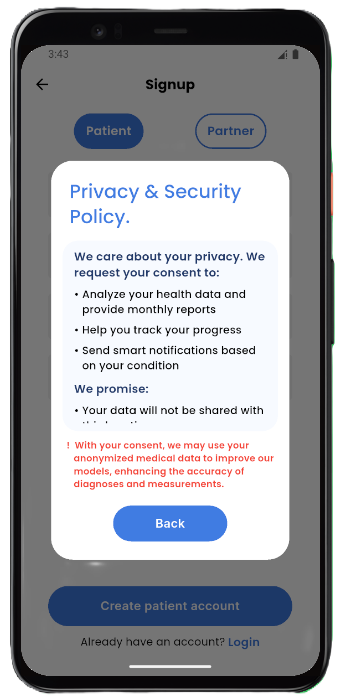 3:43
Signup
Patient
Partner
Privacy & Security
Policy.
We care about your privacy. We
request your consent to:
• Analyze your health data and
provide monthly reports
• Help you track your progress
• Send smart notifications based
on your condition
We promise:
• Your data will not be shared with
! With your consent, we may use your
anonymized medical data to improve our
models, enhancing the accuracy of
diagnoses and measurements.
Back
Create patient account
Already have an account? Login